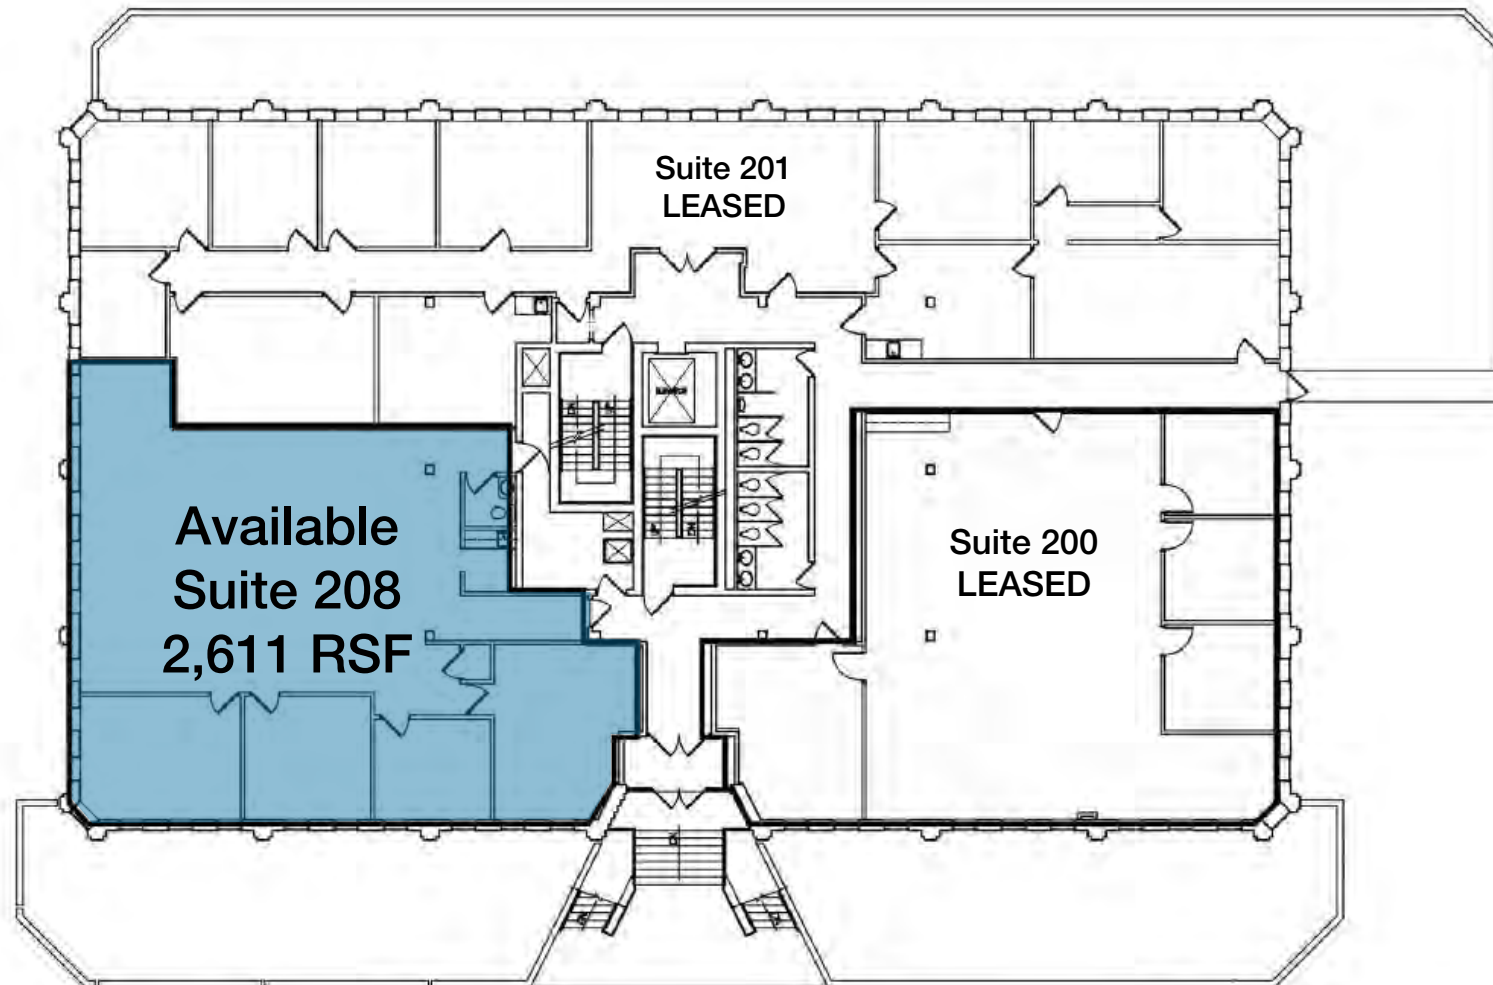 Suite 201
LEASED
Available
Suite 208
2,611 RSF
Suite 200
LEASED